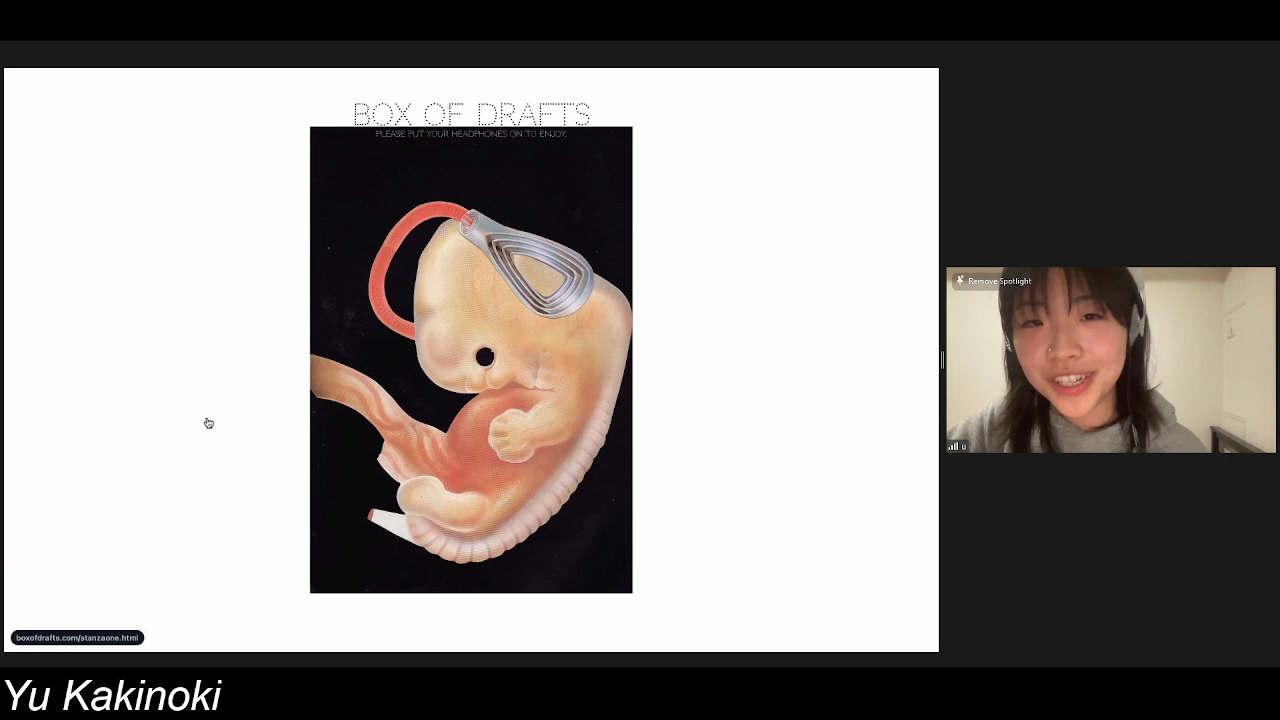 BOX OF DRAFTS
PLEASE PUT YOUR HEADPHONES ON TO ENJOY.
Remove Spotlight
u
boxofdrafts.com/stanzaone.html
Yu Kakinoki